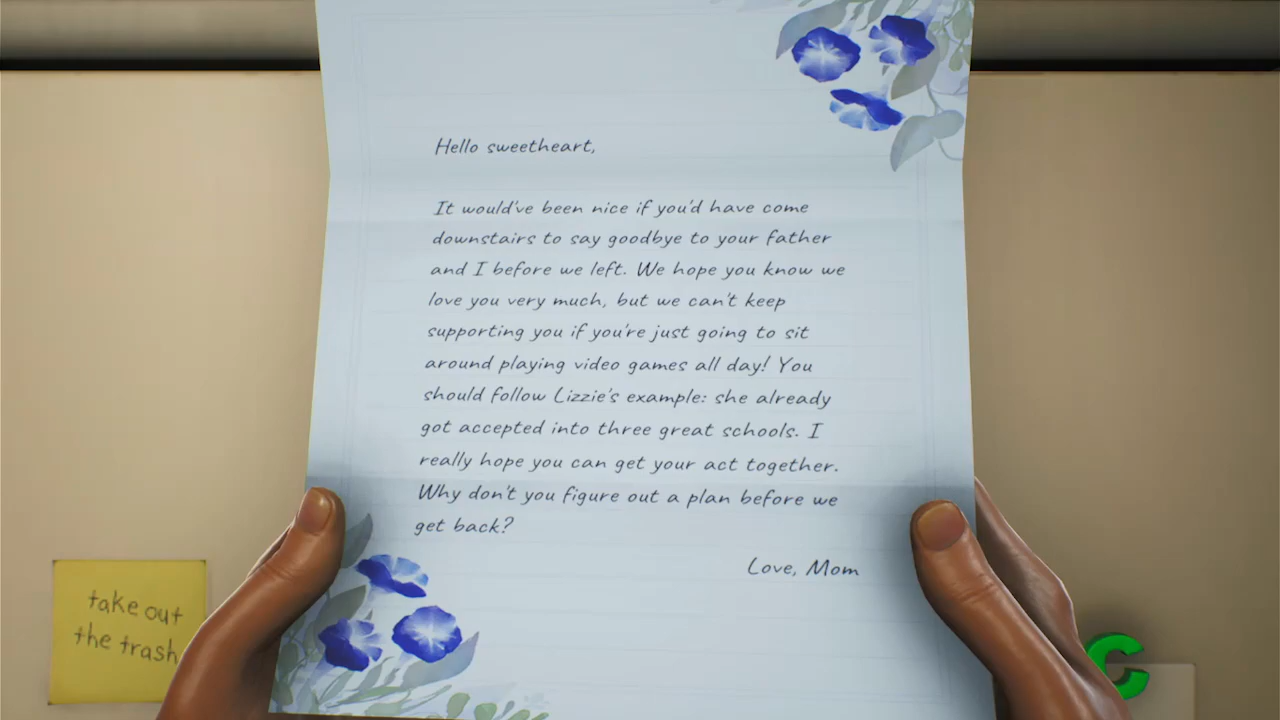 Hello sweetheart,
It would've been nice if you'd have come
downstairs to say goodbye to your father
and I before we left. We hope you know we
love you very much, but we can't keep
supporting you if you're just going to sit
around playing video games all day! You
should follow Lizzie's example: she already
got accepted into three great schools. I
really hope you can get your act together.
Why don't you figure out a plan before we
get back?
Love, Mom
take out
the trash
C